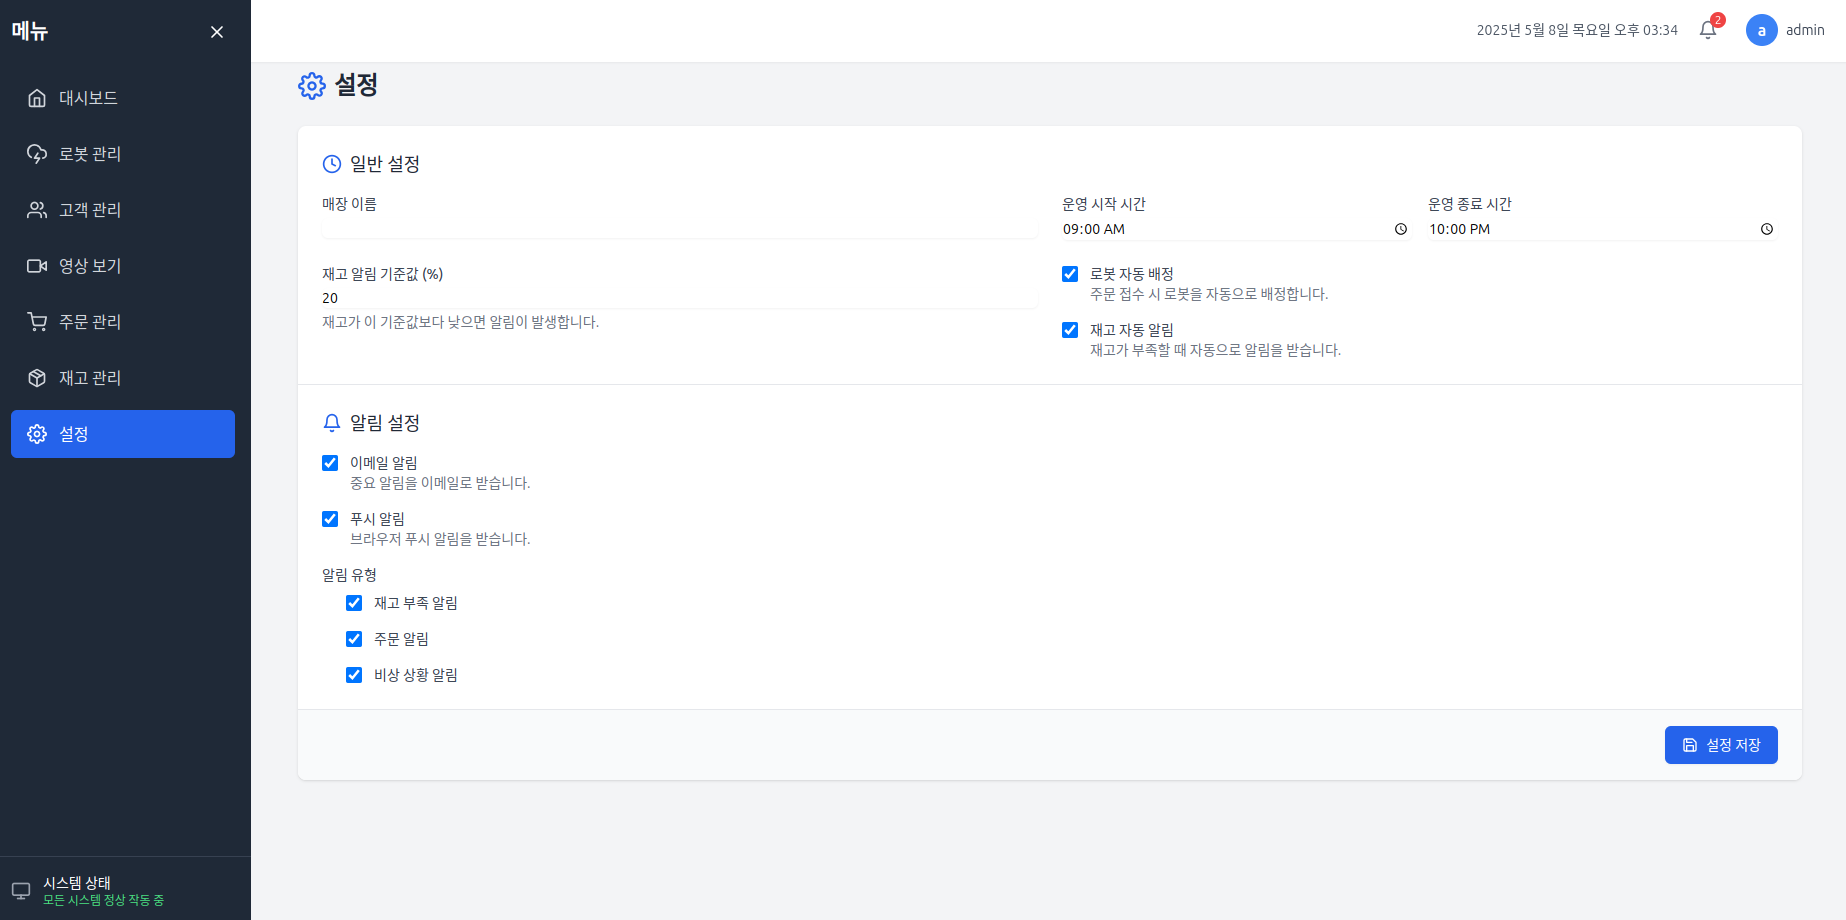 메뉴
대시보드
로봇 관리
고객 관리
영상 보기
주문 관리
재고 관리
설정
시스템 상태
모든 시스템 정상 작동 중
2025년 5월 8일 목요일 오후 03:34
2
a
admin
설정
일반 설정
매장 이름
운영 시작 시간
운영 종료 시간
09:00 AM
10:00 PM
재고 알림 기준값 (%)
20
재고가 이 기준값보다 낮으면 알림이 발생합니다.
로봇 자동 배정
주문 접수 시 로봇을 자동으로 배정합니다.
재고 자동 알림
재고가 부족할 때 자동으로 알림을 받습니다.
알림 설정
이메일 알림
중요 알림을 이메일로 받습니다.
푸시 알림
브라우저 푸시 알림을 받습니다.
알림 유형
재고 부족 알림
주문 알림
비상 상황 알림
설정 저장